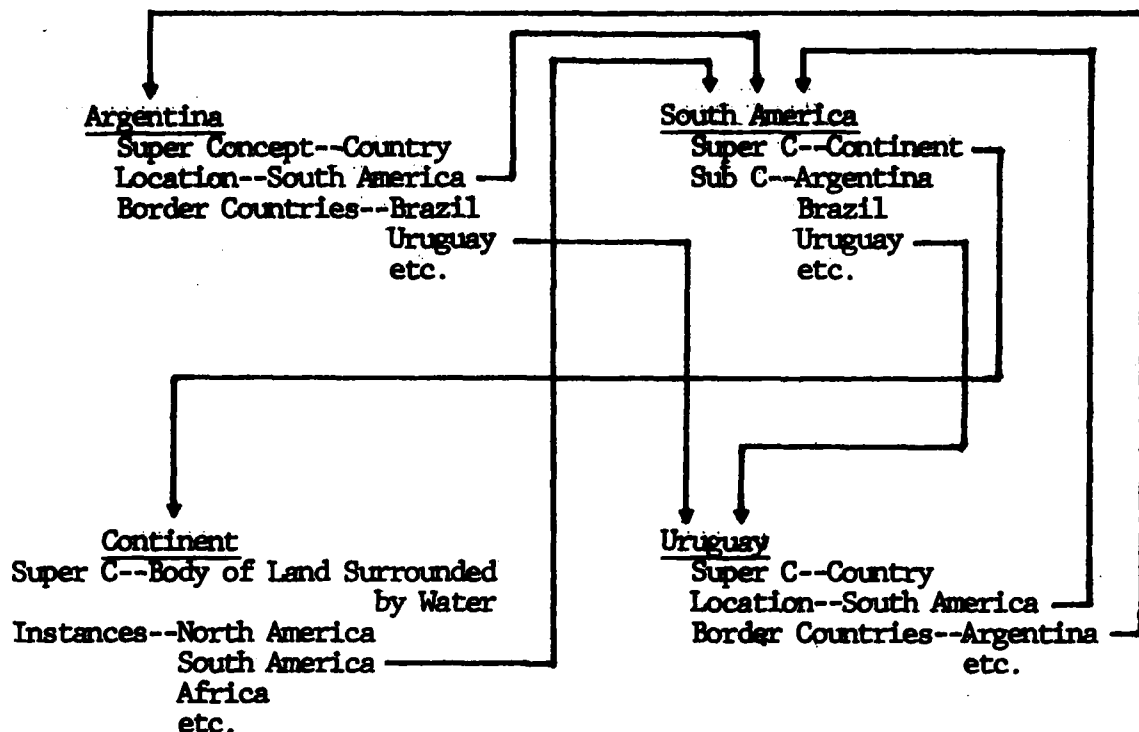 Argentina
Super Concept--Country
Location--South America
Border Countries--Brazil
Uruguay
etc.
South America
Super C--Continent
Sub C--Argentina
Brazil
Uruguay
etc.
Continent
Super C--Body of Land Surrounded
by Water
Instances--North America
South America
Africa
etc.
Uruguay
Super C--Country
Location--South America
Border Countries--Argentina
etc.